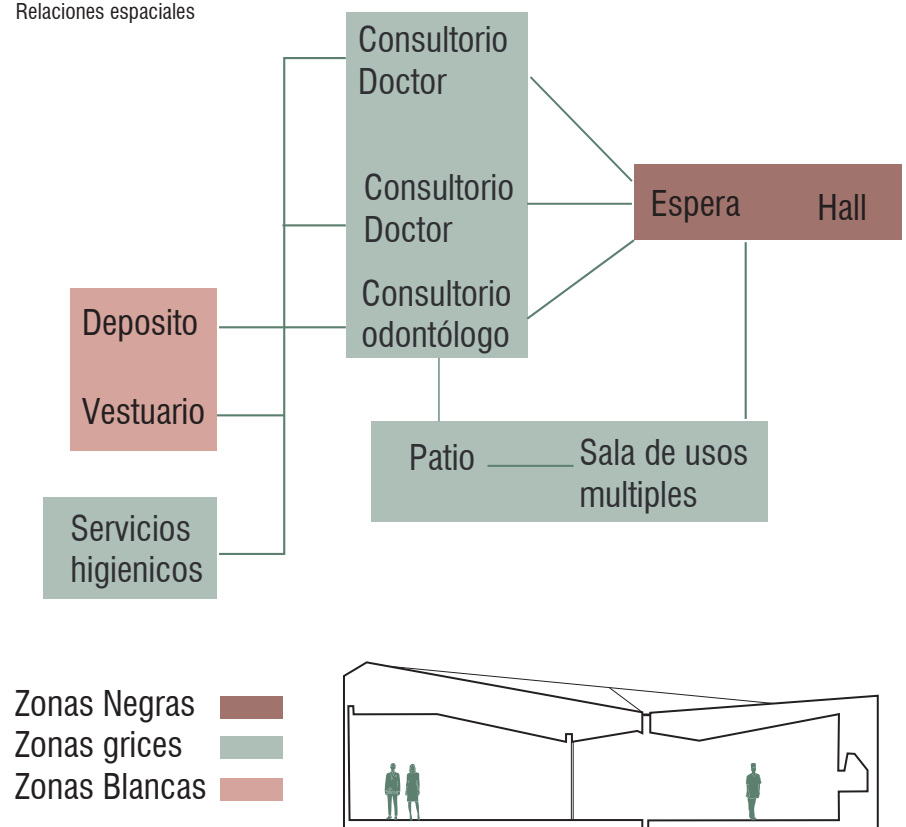 Relaciones espaciales
Consultorio
Doctor
Consultorio
Doctor
Consultorio
odontólogo
Espera
Hall
Deposito
Vestuario
Servicios
higienicos
Patio
Sala de usos
multiples
Zonas Negras
Zonas grices
Zonas Blancas